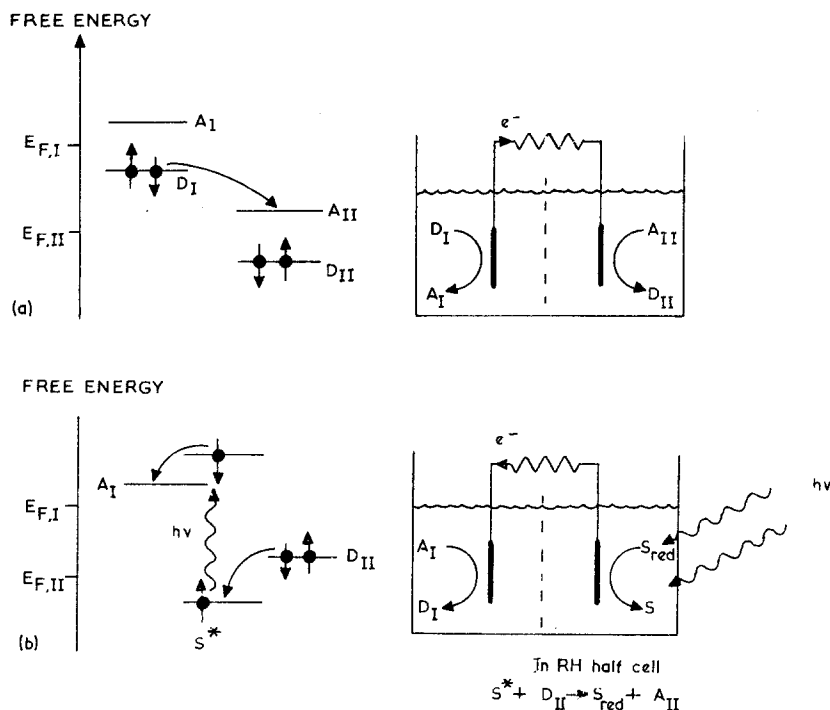 FREE ENERGY
A_I
E_F,I
D_I
A_II
E_F,II
D_II
(a)
e⁻
D_I
A_II
A_I
D_II
FREE ENERGY
A_I
E_F,I
hν
D_II
E_F,II
S*
(b)
e⁻
hν
A_I
S_red
D_I
S
In RH half cell
S* + D_II → S_red + A_II